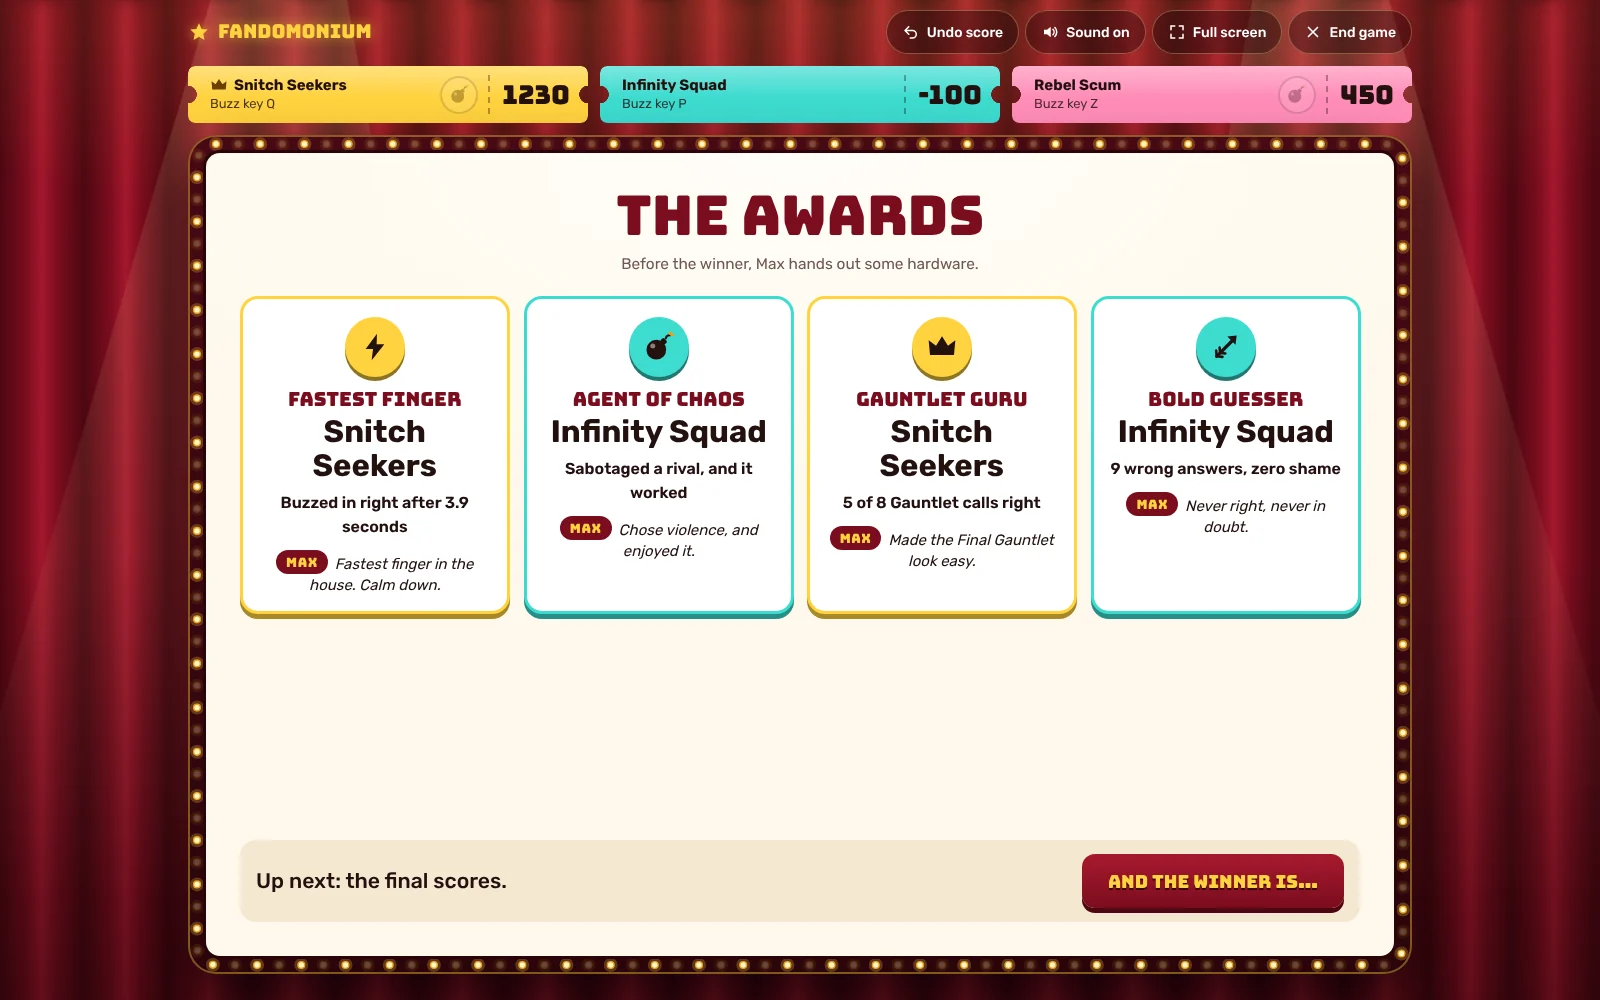 FANDOMONIUM
Undo score
Sound on
Full screen
End game
Snitch Seekers
Buzz key Q
1230
Infinity Squad
Buzz key P
-100
Rebel Scum
Buzz key Z
450
THE AWARDS
Before the winner, Max hands out some hardware.
FASTEST FINGER
Snitch
Seekers
Buzzed in right after 3.9
seconds
MAX Fastest finger in the
house. Calm down.
AGENT OF CHAOS
Infinity Squad
Sabotaged a rival, and it
worked
MAX Chose violence, and
enjoyed it.
GAUNTLET GURU
Snitch
Seekers
5 of 8 Gauntlet calls right
MAX Made the Final Gauntlet
look easy.
BOLD GUESSER
Infinity Squad
9 wrong answers, zero shame
MAX Never right, never in
doubt.
Up next: the final scores.
AND THE WINNER IS...